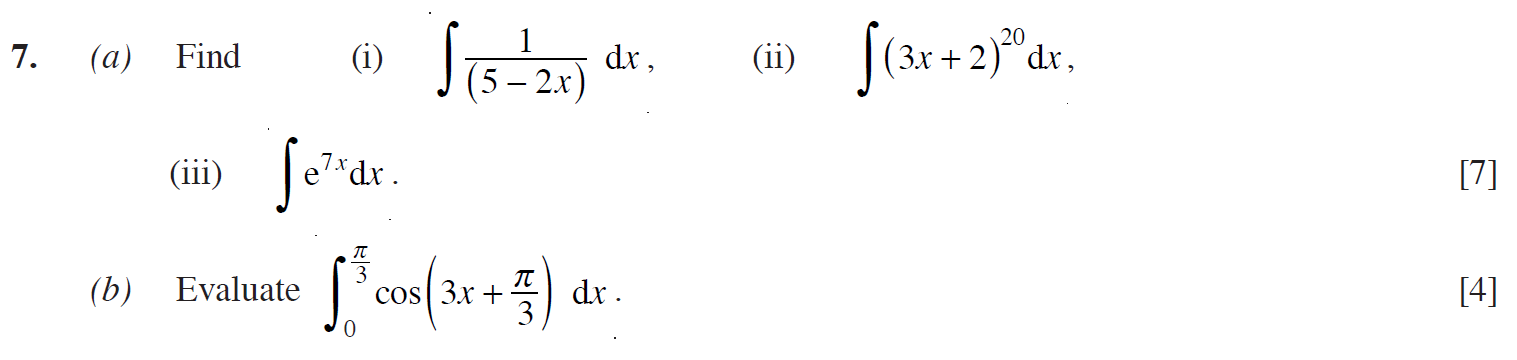 7. (a) Find (i) ∫ 1/(5 – 2x) dx, (ii) ∫(3x + 2)^20 dx,
(iii) ∫ e^7x dx. [7]
(b) Evaluate ∫_0^(π/3) cos(3x + π/3) dx. [4]